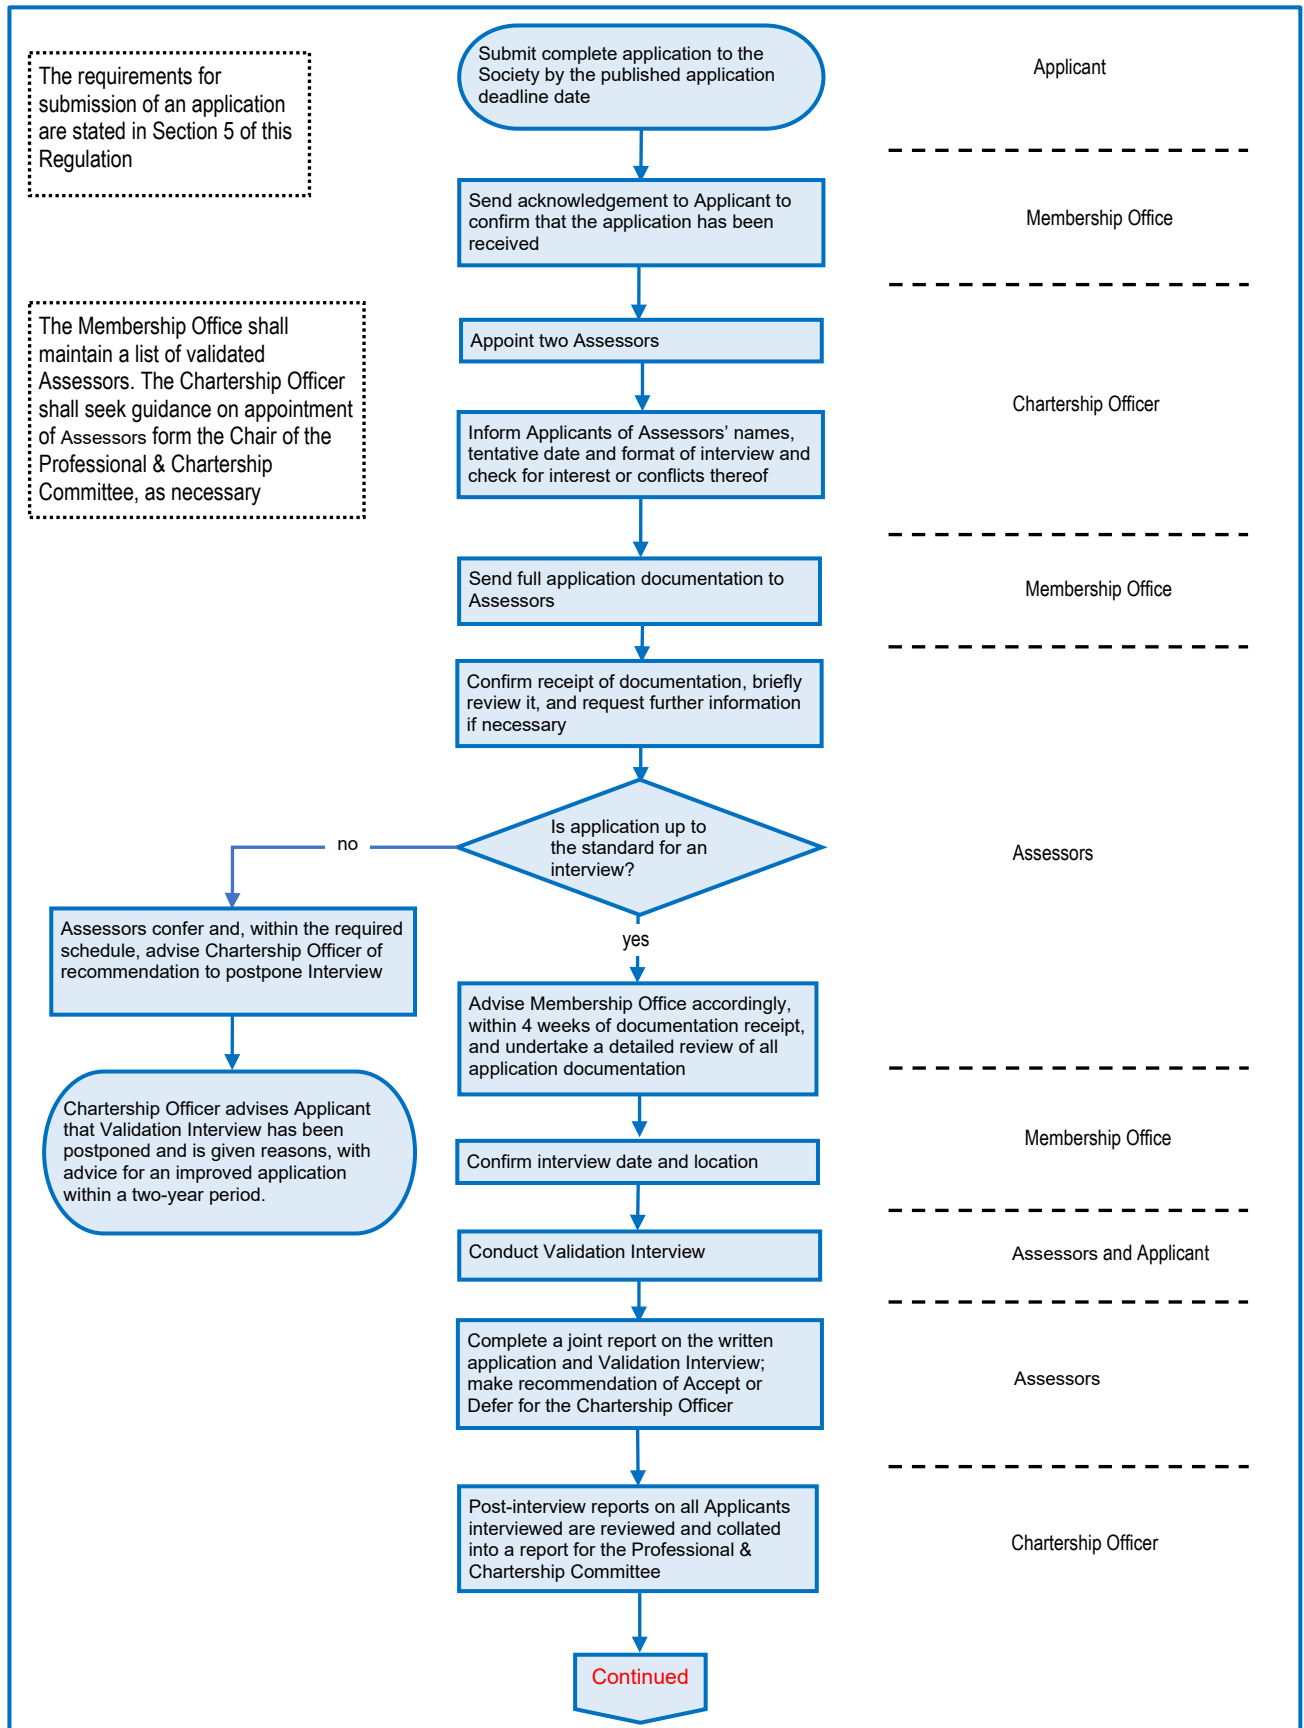 Submit complete application to the
Society by the published application
deadline date
Applicant
The requirements for
submission of an application
are stated in Section 5 of this
Regulation
Send acknowledgement to Applicant to
confirm that the application has been
received
Membership Office
The Membership Office shall
maintain a list of validated
Assessors. The Chartership Officer
shall seek guidance on appointment
of Assessors form the Chair of the
Professional & Chartership
Committee, as necessary
Appoint two Assessors
Chartership Officer
Inform Applicants of Assessors’ names,
tentative date and format of interview and
check for interest or conflicts thereof
Send full application documentation to
Assessors
Membership Office
Confirm receipt of documentation, briefly
review it, and request further information
if necessary
Is application up to
the standard for an
interview?
Assessors
no
Assessors confer and, within the required
schedule, advise Chartership Officer of
recommendation to postpone Interview
yes
Advise Membership Office accordingly,
within 4 weeks of documentation receipt,
and undertake a detailed review of all
application documentation
Chartership Officer advises Applicant
that Validation Interview has been
postponed and is given reasons, with
advice for an improved application
within a two-year period.
Confirm interview date and location
Membership Office
Conduct Validation Interview
Assessors and Applicant
Complete a joint report on the written
application and Validation Interview;
make recommendation of Accept or
Defer for the Chartership Officer
Assessors
Post-interview reports on all Applicants
interviewed are reviewed and collated
into a report for the Professional &
Chartership Committee
Chartership Officer
Continued